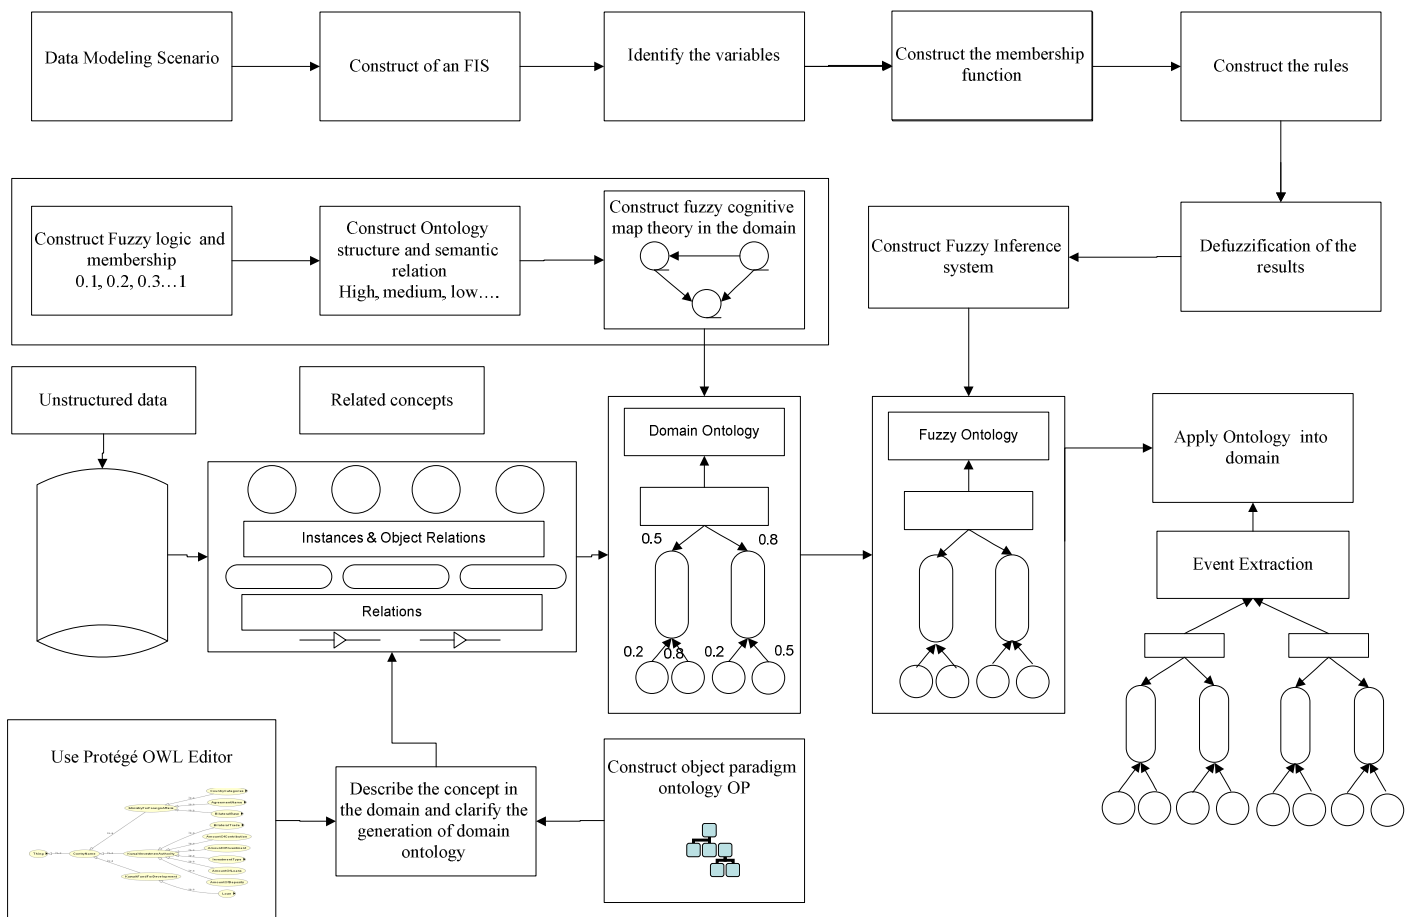 Data Modeling Scenario
Construct of an FIS
Identify the variables
Construct the membership
function
Construct the rules
Construct Fuzzy logic and
membership
0.1, 0.2, 0.3…1
Construct Ontology
structure and semantic
relation
High, medium, low….
Construct fuzzy cognitive
map theory in the domain
Construct Fuzzy Inference
system
Defuzzification of the
results
Unstructured data
Related concepts
Domain Ontology
Fuzzy Ontology
Apply Ontology into
domain
Instances & Object Relations
Relations
0.5
0.8
0.2
0.8
0.2
0.5
Event Extraction
Use Protégé OWL Editor
Describe the concept in
the domain and clarify the
generation of domain
ontology
Construct object paradigm
ontology OP